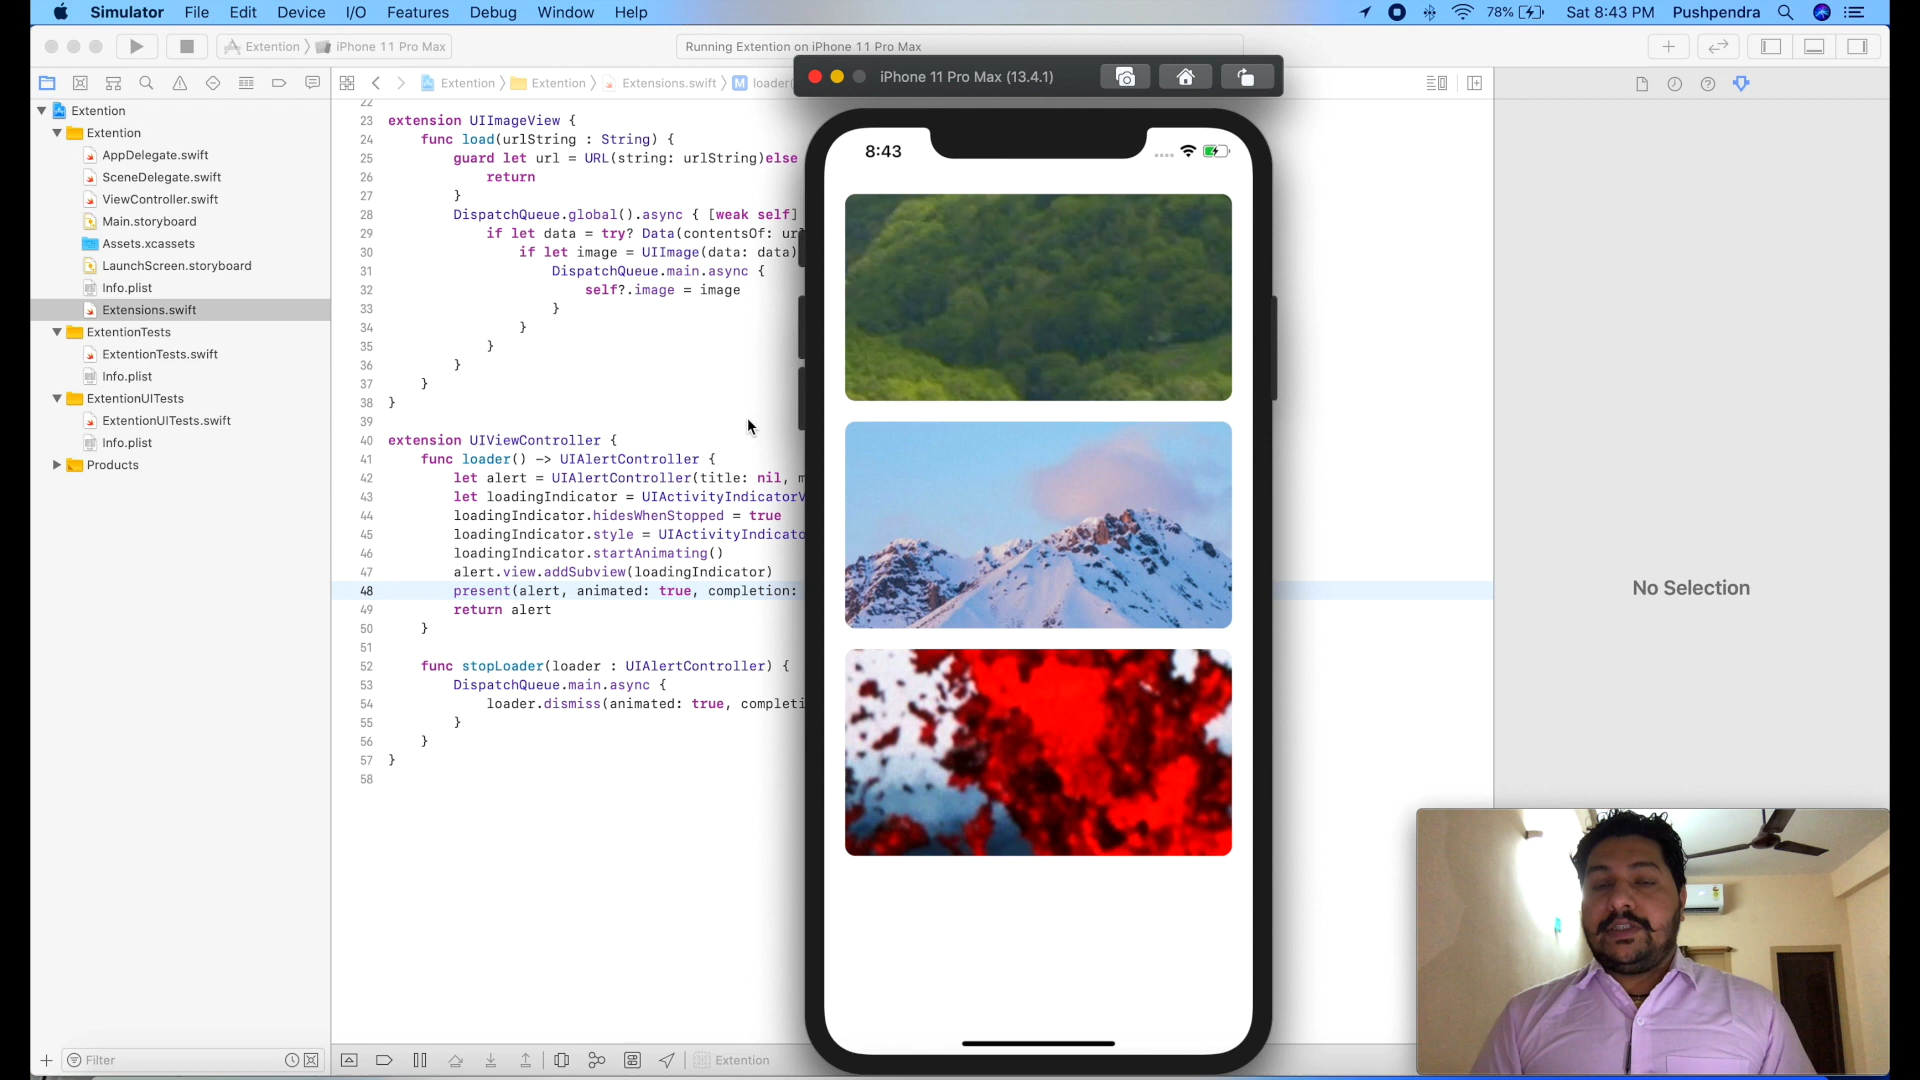 Simulator File Edit Device I/O Features Debug Window Help 78% Sat 8:43 PM Pushpendra
Extention iPhone 11 Pro Max Running Extention on iPhone 11 Pro Max
iPhone 11 Pro Max (13.4.1)
Extention Extention Extensions.swift M loader
Extention
Extention
AppDelegate.swift
SceneDelegate.swift
ViewController.swift
Main.storyboard
Assets.xcassets
LaunchScreen.storyboard
Info.plist
Extensions.swift
ExtentionTests
ExtentionTests.swift
Info.plist
ExtentionUITests
ExtentionUITests.swift
Info.plist
Products
22
23 extension UIImageView {
24 func load(urlString : String) {
25 guard let url = URL(string: urlString)else
26 return
27 }
28 DispatchQueue.global().async { [weak self]
29 if let data = try? Data(contentsOf: url
30 if let image = UIImage(data: data)
31 DispatchQueue.main.async {
32 self?.image = image
33 }
34 }
35 }
36 }
37 }
38 }
39
40 extension UIViewController {
41 func loader() -> UIAlertController {
42 let alert = UIAlertController(title: nil, m
43 let loadingIndicator = UIActivityIndicatorV
44 loadingIndicator.hidesWhenStopped = true
45 loadingIndicator.style = UIActivityIndicato
46 loadingIndicator.startAnimating()
47 alert.view.addSubview(loadingIndicator)
48 present(alert, animated: true, completion:
49 return alert
50 }
51
52 func stopLoader(loader : UIAlertController) {
53 DispatchQueue.main.async {
54 loader.dismiss(animated: true, completi
55 }
56 }
57 }
58
8:43
No Selection
Filter
Extention